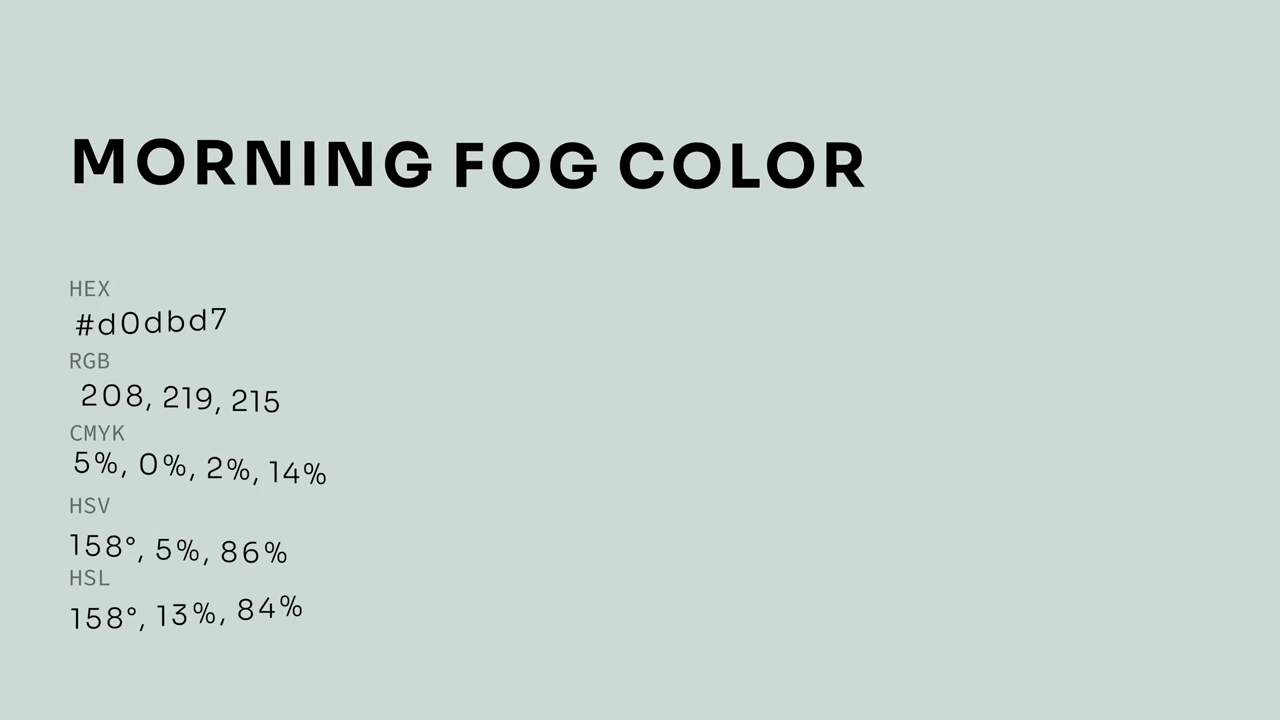 MORNING FOG COLOR
HEX
#d0dbd7
RGB
208, 219, 215
CMYK
5%, 0%, 2%, 14%
HSV
158°, 5%, 86%
HSL
158°, 13%, 84%